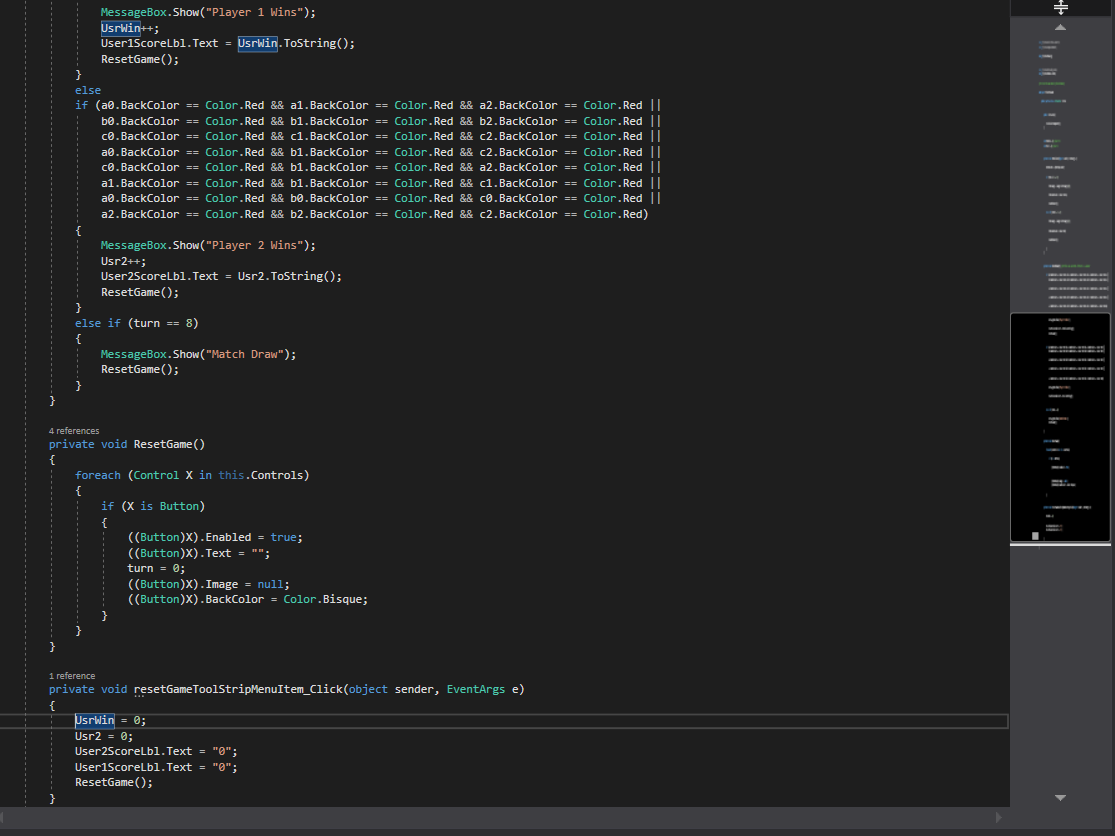 MessageBox.Show("Player 1 Wins");
UsrWin++;
User1ScoreLbl.Text = UsrWin.ToString();
ResetGame();
}
else
if (a0.BackColor == Color.Red && a1.BackColor == Color.Red && a2.BackColor == Color.Red ||
b0.BackColor == Color.Red && b1.BackColor == Color.Red && b2.BackColor == Color.Red ||
c0.BackColor == Color.Red && c1.BackColor == Color.Red && c2.BackColor == Color.Red ||
a0.BackColor == Color.Red && b1.BackColor == Color.Red && c2.BackColor == Color.Red ||
c0.BackColor == Color.Red && b1.BackColor == Color.Red && a2.BackColor == Color.Red ||
a1.BackColor == Color.Red && b1.BackColor == Color.Red && c1.BackColor == Color.Red ||
a0.BackColor == Color.Red && b0.BackColor == Color.Red && c0.BackColor == Color.Red ||
a2.BackColor == Color.Red && b2.BackColor == Color.Red && c2.BackColor == Color.Red)
{
MessageBox.Show("Player 2 Wins");
Usr2++;
User2ScoreLbl.Text = Usr2.ToString();
ResetGame();
}
else if (turn == 8)
{
MessageBox.Show("Match Draw");
ResetGame();
}
}
4 references
private void ResetGame()
{
foreach (Control X in this.Controls)
{
if (X is Button)
{
((Button)X).Enabled = true;
((Button)X).Text = "";
turn = 0;
((Button)X).Image = null;
((Button)X).BackColor = Color.Bisque;
}
}
}
1 reference
private void resetGameToolStripMenuItem_Click(object sender, EventArgs e)
{
UsrWin = 0;
Usr2 = 0;
User2ScoreLbl.Text = "0";
User1ScoreLbl.Text = "0";
ResetGame();
}